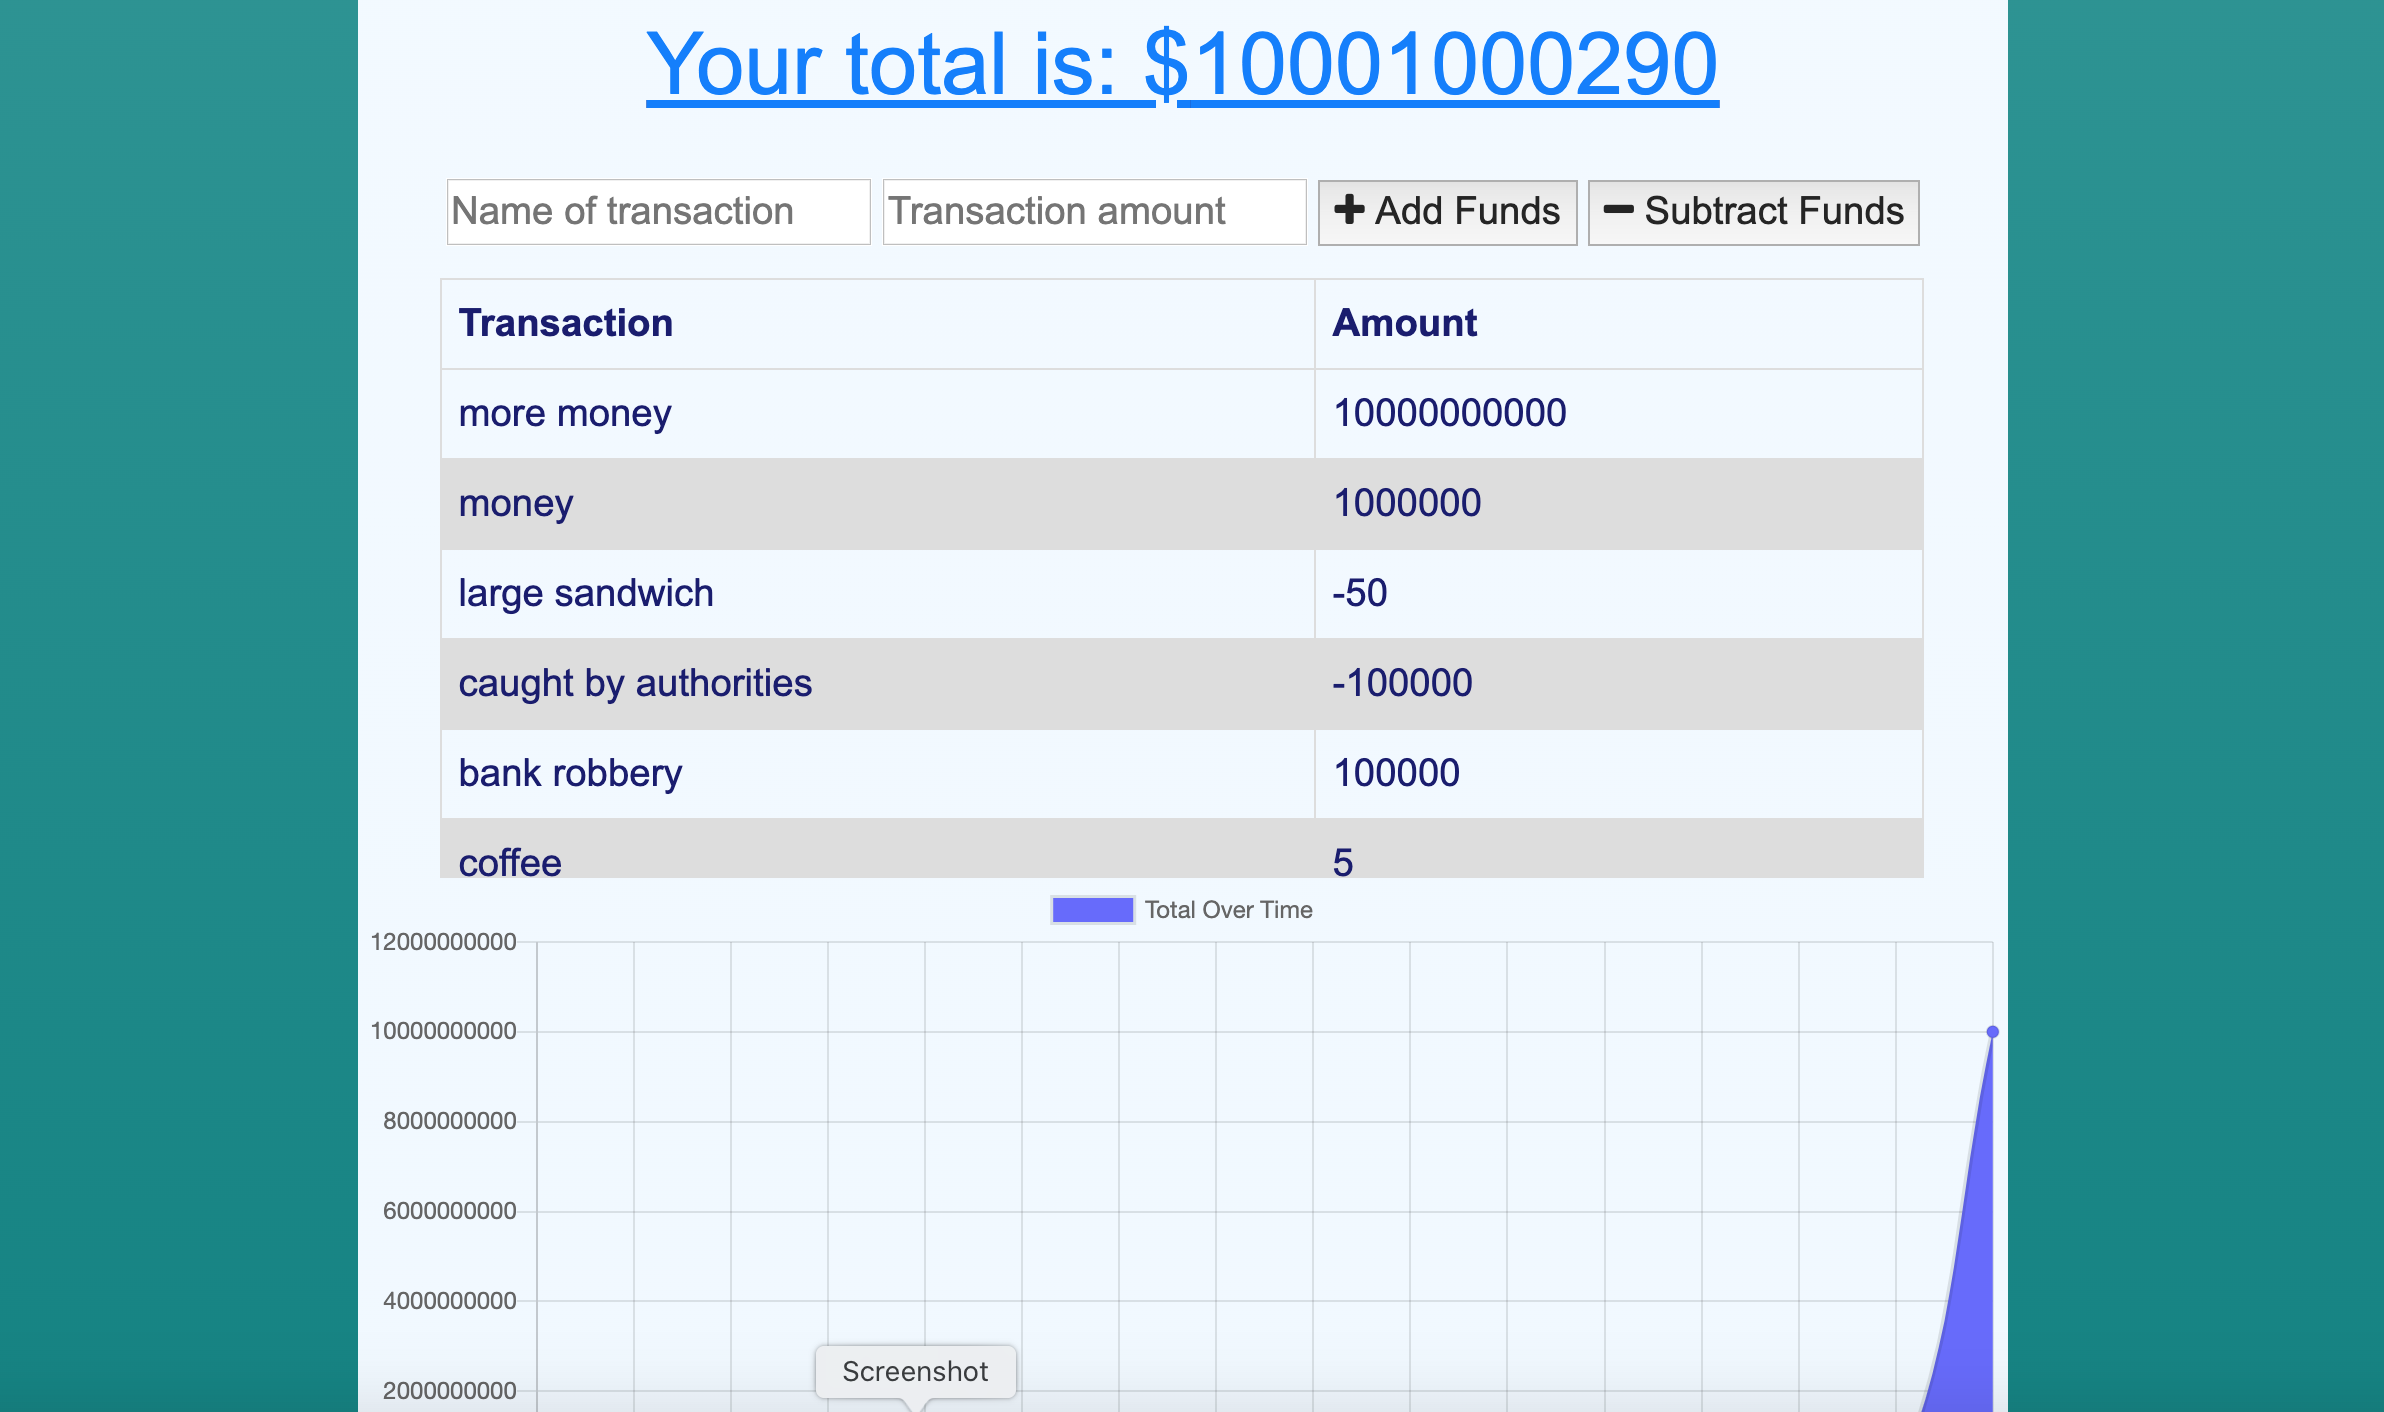 Your total is: $10001000290
Name of transaction Transaction amount + Add Funds − Subtract Funds
Transaction Amount
more money 10000000000
money 1000000
large sandwich -50
caught by authorities -100000
bank robbery 100000
coffee 5
Total Over Time
12000000000
10000000000
8000000000
6000000000
4000000000
Screenshot
2000000000